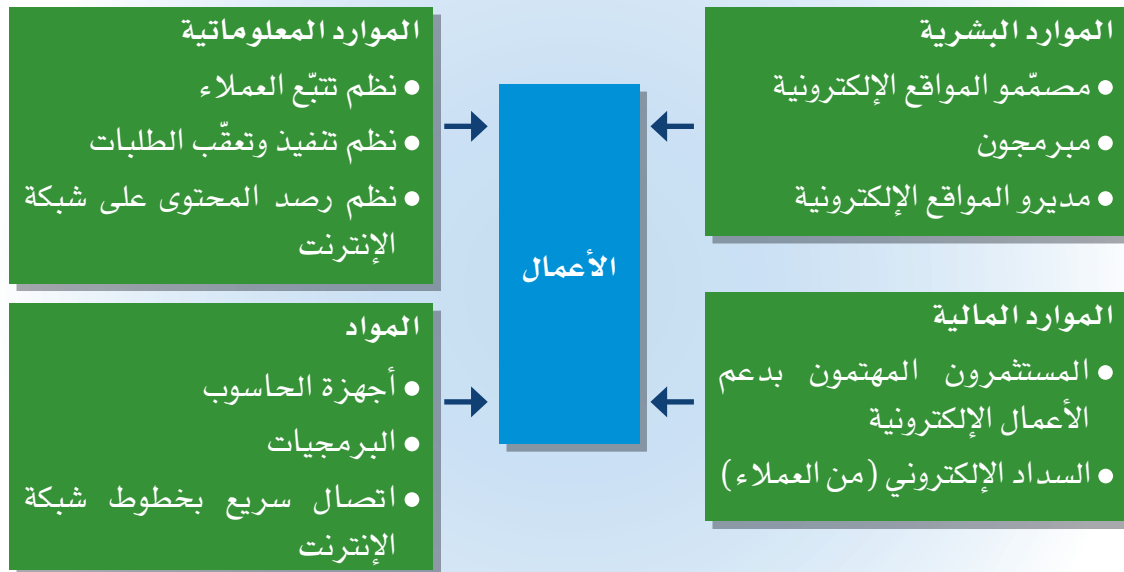 الموارد البشرية
● مصمّمو المواقع الإلكترونية
● مبرمجون
● مديرو المواقع الإلكترونية
الموارد المعلوماتية
● نظم تتبّع العملاء
● نظم تنفيذ وتعقّب الطلبات
● نظم رصد المحتوى على شبكة
الإنترنت
الأعمال
الموارد المالية
● المستثمرون المهتمون بدعم
الأعمال الإلكترونية
● السداد الإلكتروني (من العملاء)
المواد
● أجهزة الحاسوب
● البرمجيات
● اتصال سريع بخطوط شبكة
الإنترنت